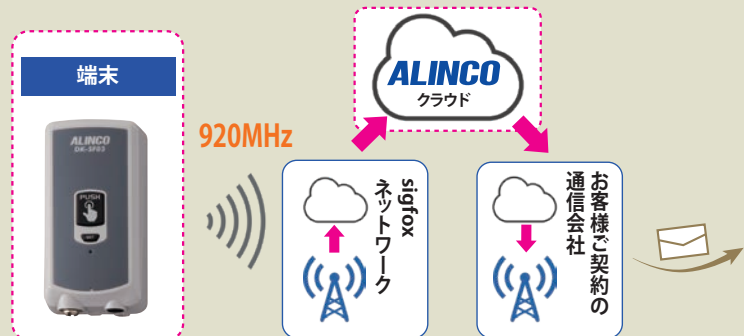 端末
ALINCO
DR-SF03
PUSH
920MHz
sigfox
ネットワーク
ALINCO
クラウド
お客様ご契約の
通信会社